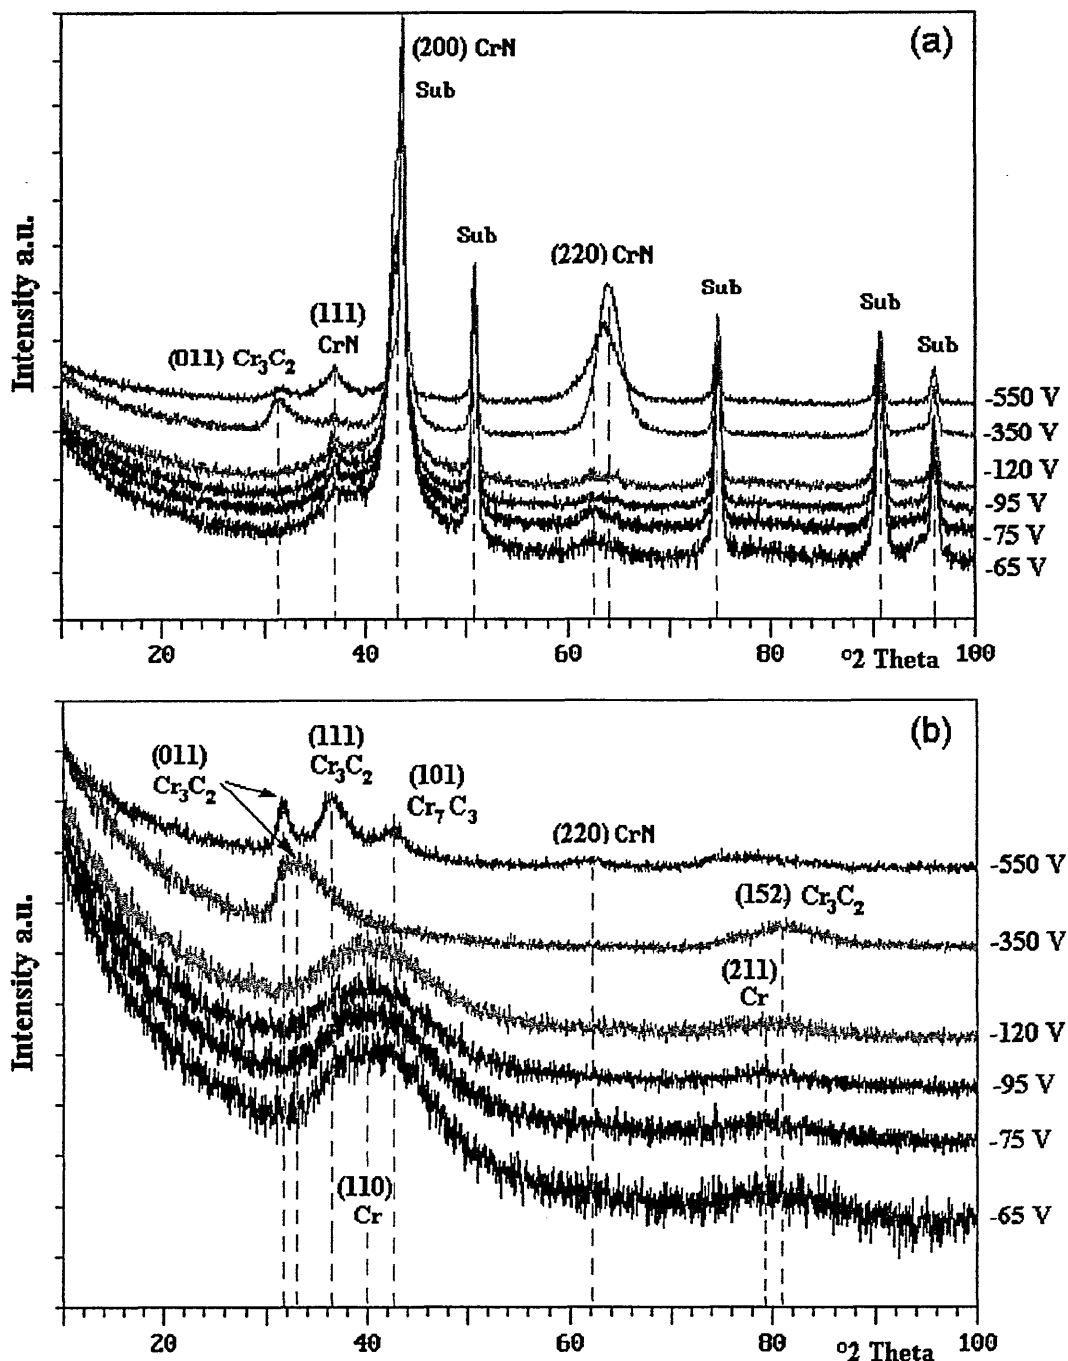 (a)
(200) CrN
Sub
Sub
(220) CrN
Sub
Sub
Sub
(111)
CrN
(011) Cr₃C₂
Intensity a.u.
-550 V
-350 V
-120 V
-95 V
-75 V
-65 V
20
40
60
80
°2 Theta
100
(b)
(011)
Cr₃C₂
(111)
Cr₃C₂
(101)
Cr₇C₃
(220) CrN
(152) Cr₃C₂
(211)
Cr
(110)
Cr
Intensity a.u.
-550 V
-350 V
-120 V
-95 V
-75 V
-65 V
20
40
60
80
°2 Theta
100